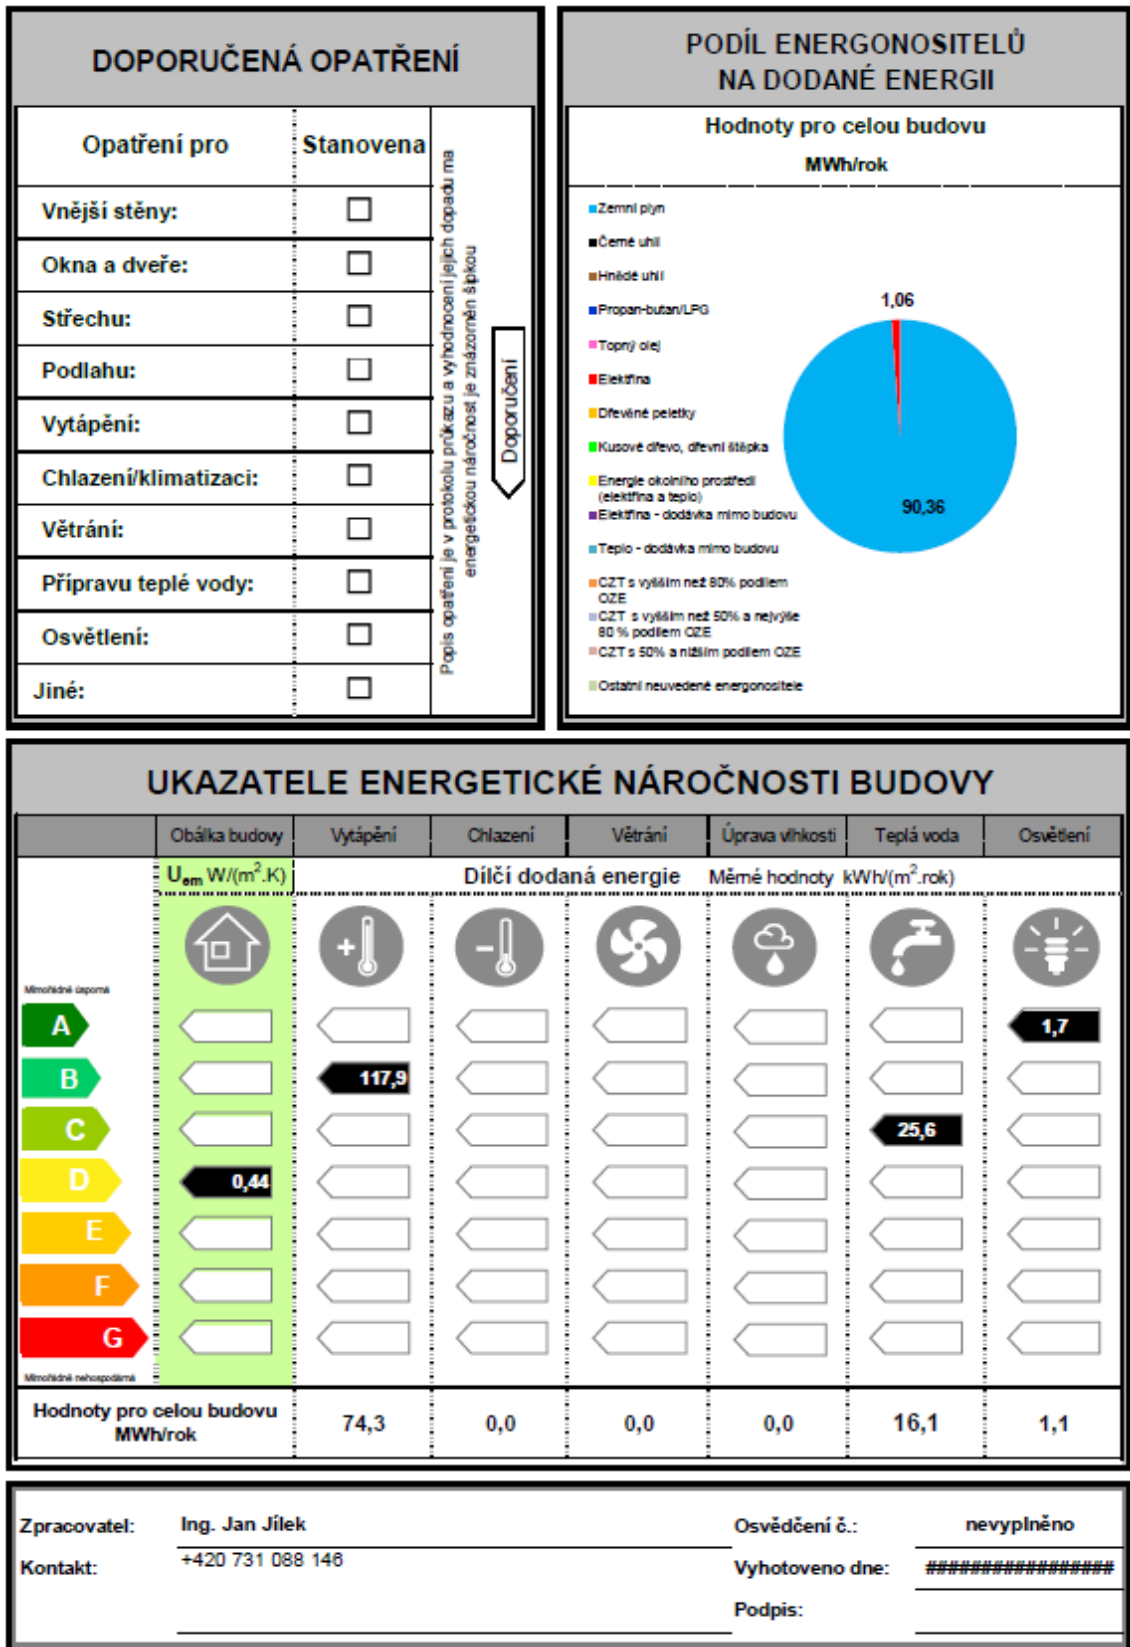 DOPORUČENÁ OPATŘENÍ
Opatření pro
Stanovena
Vnější stěny:
Okna a dveře:
Střechu:
Podlahu:
Vytápění:
Chlazení/klimatizaci:
Větrání:
Přípravu teplé vody:
Osvětlení:
Jiné:
Popis opatření je v protokolu průkazu a vyhodnocení jejich dopadu ma
energetickou náročnost je znázorněn šipkou
Doporučení
PODÍL ENERGONOSITELŮ
NA DODANÉ ENERGII
Hodnoty pro celou budovu
MWh/rok
Zemní plyn
Černé uhlí
Hnědé uhlí
Propan-butan/LPG
Topný olej
Elektřina
Dřevěné peletky
Kusové dřevo, dřevní štěpka
Energie okolního prostředí
(elektřina a teplo)
Elektřina - dodávka mimo budovu
Teplo - dodávka mimo budovu
CZT s vyšším než 80% podílem
OZE
CZT s vyšším než 50% a nejvýše
80 % podílem OZE
CZT s 50% a nižším podílem OZE
Ostatní neuvedené energonositele
1,06
90,36
UKAZATELE ENERGETICKÉ NÁROČNOSTI BUDOVY
Obálka budovy Vytápění Chlazení Větrání Úprava vlhkosti Teplá voda Osvětlení
Uem W/(m².K) Dílčí dodaná energie Měrné hodnoty kWh/(m².rok)
Mimořádně úsporná
A 1,7
B 117,9
C 25,6
D 0,44
E
F
G
Mimořádně nehospodárná
Hodnoty pro celou budovu
MWh/rok
74,3 0,0 0,0 0,0 16,1 1,1
Zpracovatel: Ing. Jan Jílek Osvědčení č.: nevyplněno
Kontakt: +420 731 088 146 Vyhotoveno dne: #################
Podpis: